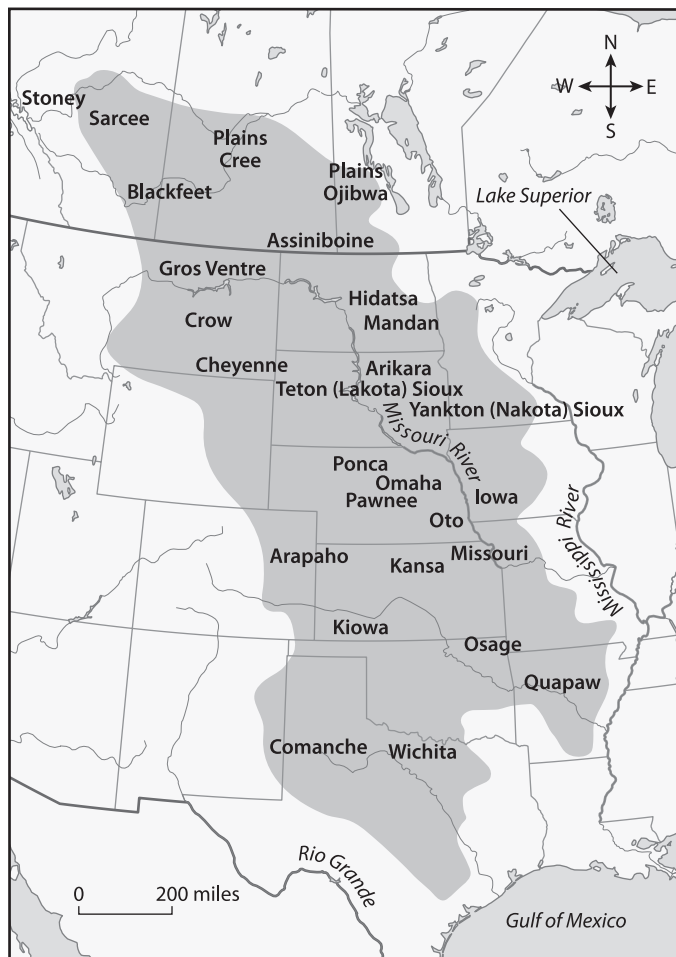 N
W E
S
Stoney
Sarcee
Plains
Cree
Plains
Ojibwa
Blackfeet
Lake Superior
Assiniboine
Gros Ventre
Hidatsa
Crow
Mandan
Cheyenne
Arikara
Teton (Lakota) Sioux
Yankton (Nakota) Sioux
Missouri River
Ponca
Omaha
Pawnee
Iowa
Oto
Mississippi River
Arapaho
Missouri
Kansa
Kiowa
Osage
Quapaw
Comanche
Wichita
Rio Grande
0 200 miles
Gulf of Mexico